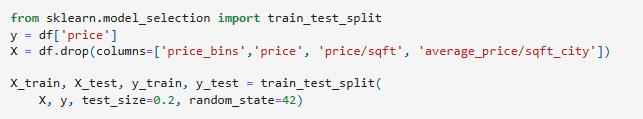 from sklearn.model_selection import train_test_split
y = df['price']
X = df.drop(columns=['price_bins','price', 'price/sqft', 'average_price/sqft_city'])

X_train, X_test, y_train, y_test = train_test_split(
    X, y, test_size=0.2, random_state=42)